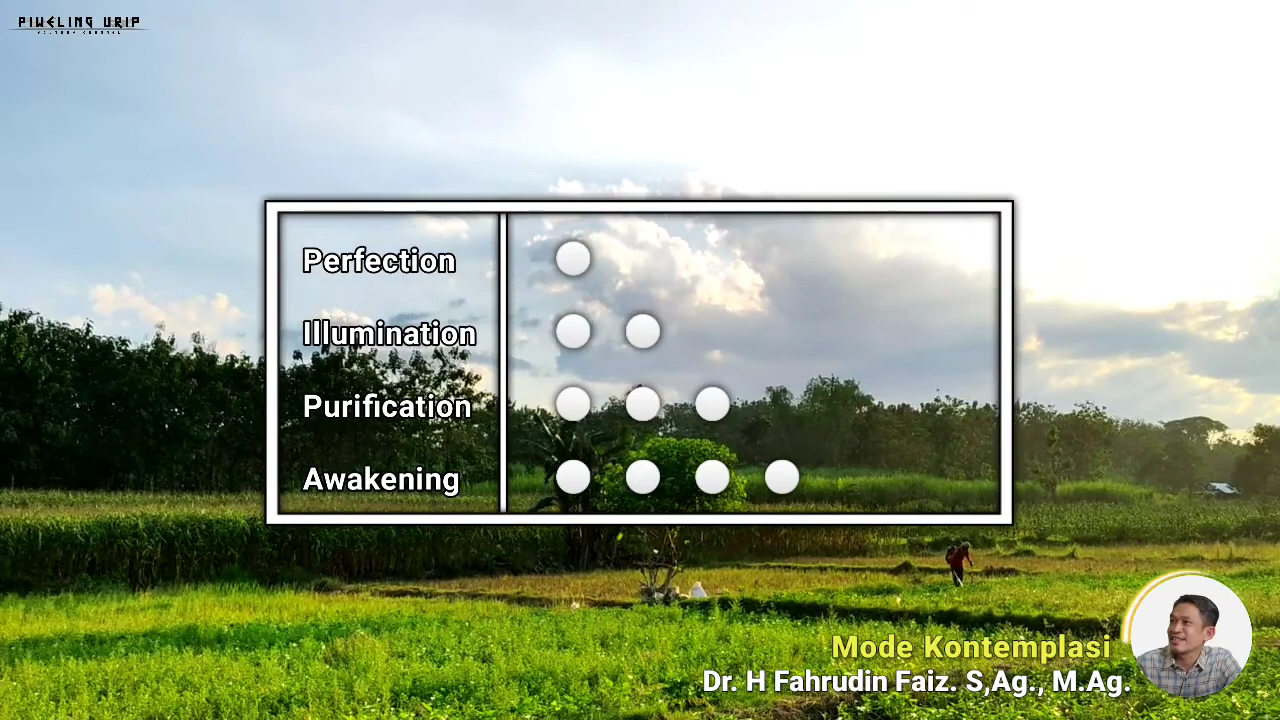 PIWELING URIP
Perfection
Illumination
Purification
Awakening
Mode Kontemplasi
Dr. H Fahrudin Faiz. S,Ag., M.Ag.